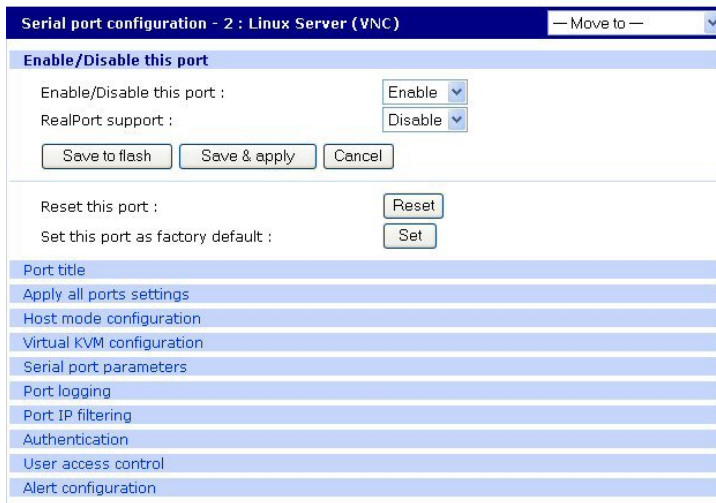 Serial port configuration - 2 : Linux Server (VNC) — Move to —
Enable/Disable this port
Enable/Disable this port : Enable
RealPort support : Disable
Save to flash Save & apply Cancel
Reset this port : Reset
Set this port as factory default : Set
Port title
Apply all ports settings
Host mode configuration
Virtual KVM configuration
Serial port parameters
Port logging
Port IP filtering
Authentication
User access control
Alert configuration